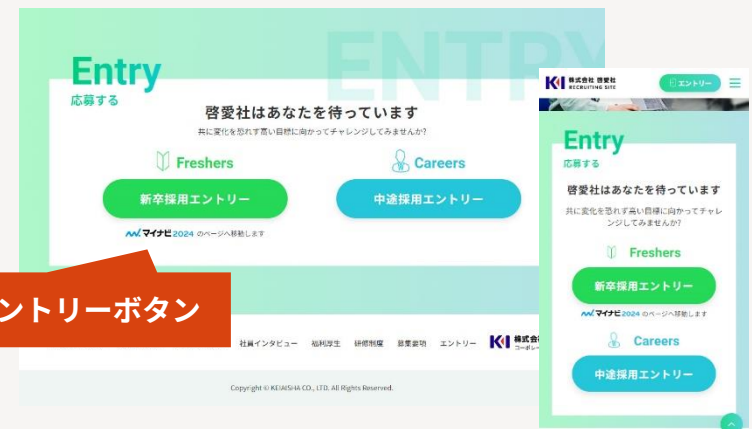 ENTRY
Entry
応募する
啓愛社はあなたを待っています
共に変化を恐れず高い目標に向かってチャレンジしてみませんか?
Freshers
新卒採用エントリー
マイナビ2024 のページへ移動します
Careers
中途採用エントリー
ントリーボタン
社員インタビュー 福利厚生 研修制度 募集要項 エントリー
KI 株式会
コーポレー
Copyright © KEIAISHA CO., LTD. All Rights Reserved.
KI 株式会社 啓愛社
RECRUITING SITE
エントリー
Entry
応募する
啓愛社はあなたを待っています
共に変化を恐れず高い目標に向かってチャレ
ンジしてみませんか?
Freshers
新卒採用エントリー
マイナビ2024 のページへ移動します
Careers
中途採用エントリー